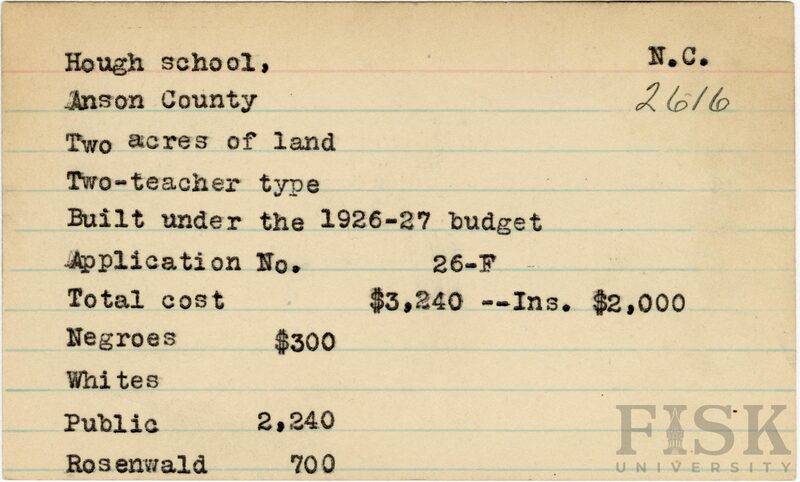 Hough school, N.C.
Anson County 2616
Two acres of land
Two-teacher type
Built under the 1926-27 budget
Application No. 26-F
Total cost $3,240 --Ins. $2,000
Negroes $300
Whites
Public 2,240
Rosenwald 700
FISK
UNIVERSITY